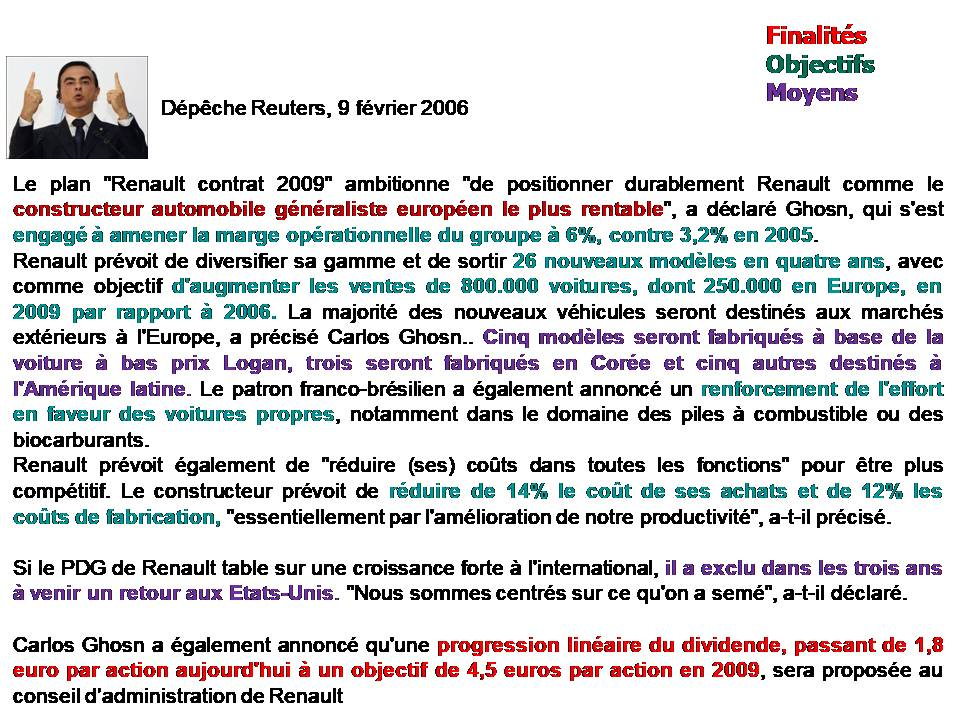 Finalités
Objectifs
Moyens
Dépêche Reuters, 9 février 2006
Le plan "Renault contrat 2009" ambitionne "de positionner durablement Renault comme le
constructeur automobile généraliste européen le plus rentable", a déclaré Ghosn, qui s'est
engagé à amener la marge opérationnelle du groupe à 6%, contre 3,2% en 2005.
Renault prévoit de diversifier sa gamme et de sortir 26 nouveaux modèles en quatre ans, avec
comme objectif d'augmenter les ventes de 800.000 voitures, dont 250.000 en Europe, en
2009 par rapport à 2006. La majorité des nouveaux véhicules seront destinés aux marchés
extérieurs à l'Europe, a précisé Carlos Ghosn.. Cinq modèles seront fabriqués à base de la
voiture à bas prix Logan, trois seront fabriqués en Corée et cinq autres destinés à
l'Amérique latine. Le patron franco-brésilien a également annoncé un renforcement de l'effort
en faveur des voitures propres, notamment dans le domaine des piles à combustible ou des
biocarburants.
Renault prévoit également de "réduire (ses) coûts dans toutes les fonctions" pour être plus
compétitif. Le constructeur prévoit de réduire de 14% le coût de ses achats et de 12% les
coûts de fabrication, "essentiellement par l'amélioration de notre productivité", a-t-il précisé.
Si le PDG de Renault table sur une croissance forte à l'international, il a exclu dans les trois ans
à venir un retour aux Etats-Unis. "Nous sommes centrés sur ce qu'on a semé", a-t-il déclaré.
Carlos Ghosn a également annoncé qu'une progression linéaire du dividende, passant de 1,8
euro par action aujourd'hui à un objectif de 4,5 euros par action en 2009, sera proposée au
conseil d'administration de Renault